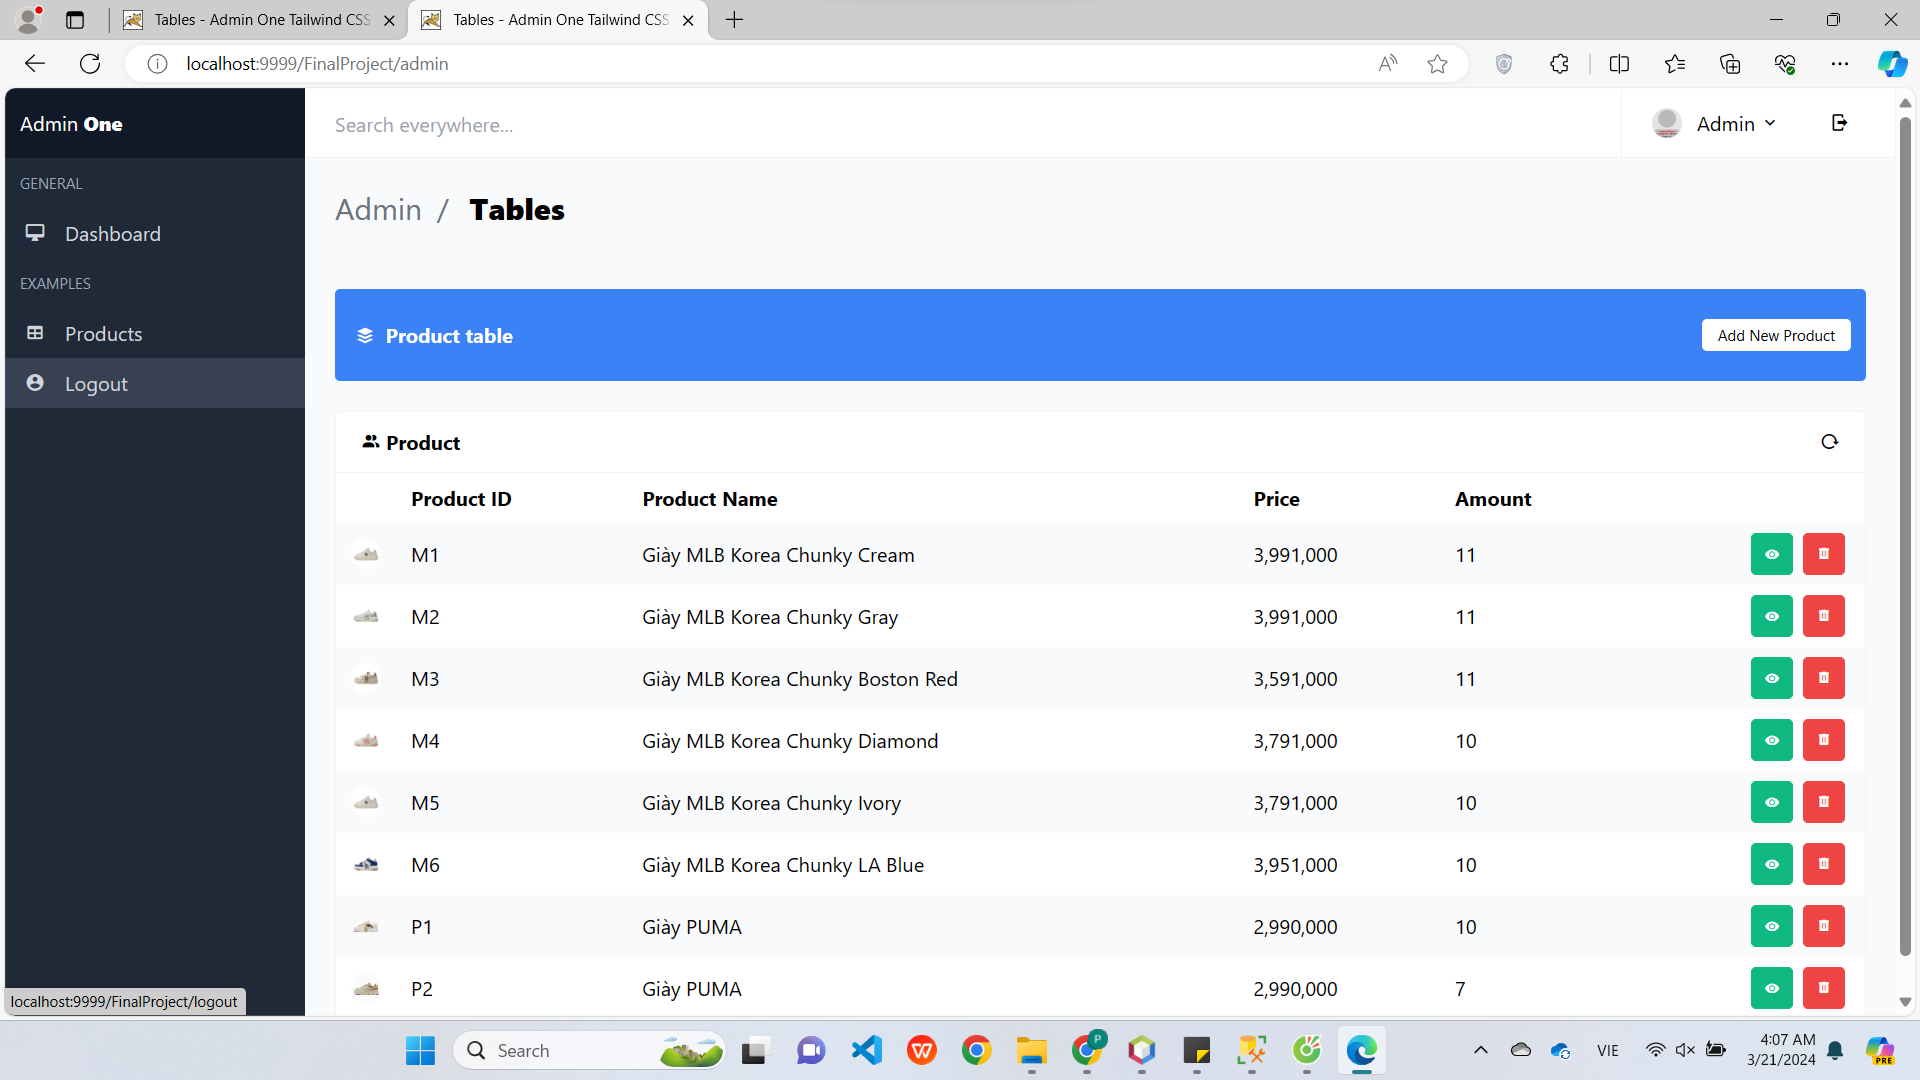 Tables - Admin One Tailwind CSS
Tables - Admin One Tailwind CSS
localhost:9999/FinalProject/admin
Admin One
Search everywhere...
Admin
GENERAL
Admin / Tables
Dashboard
EXAMPLES
Products
Logout
Product table
Add New Product
Product
Product ID Product Name Price Amount
M1 Giày MLB Korea Chunky Cream 3,991,000 11
M2 Giày MLB Korea Chunky Gray 3,991,000 11
M3 Giày MLB Korea Chunky Boston Red 3,591,000 11
M4 Giày MLB Korea Chunky Diamond 3,791,000 10
M5 Giày MLB Korea Chunky Ivory 3,791,000 10
M6 Giày MLB Korea Chunky LA Blue 3,951,000 10
P1 Giày PUMA 2,990,000 10
P2 Giày PUMA 2,990,000 7
localhost:9999/FinalProject/logout
Search
P
VIE
4:07 AM
3/21/2024
PRE